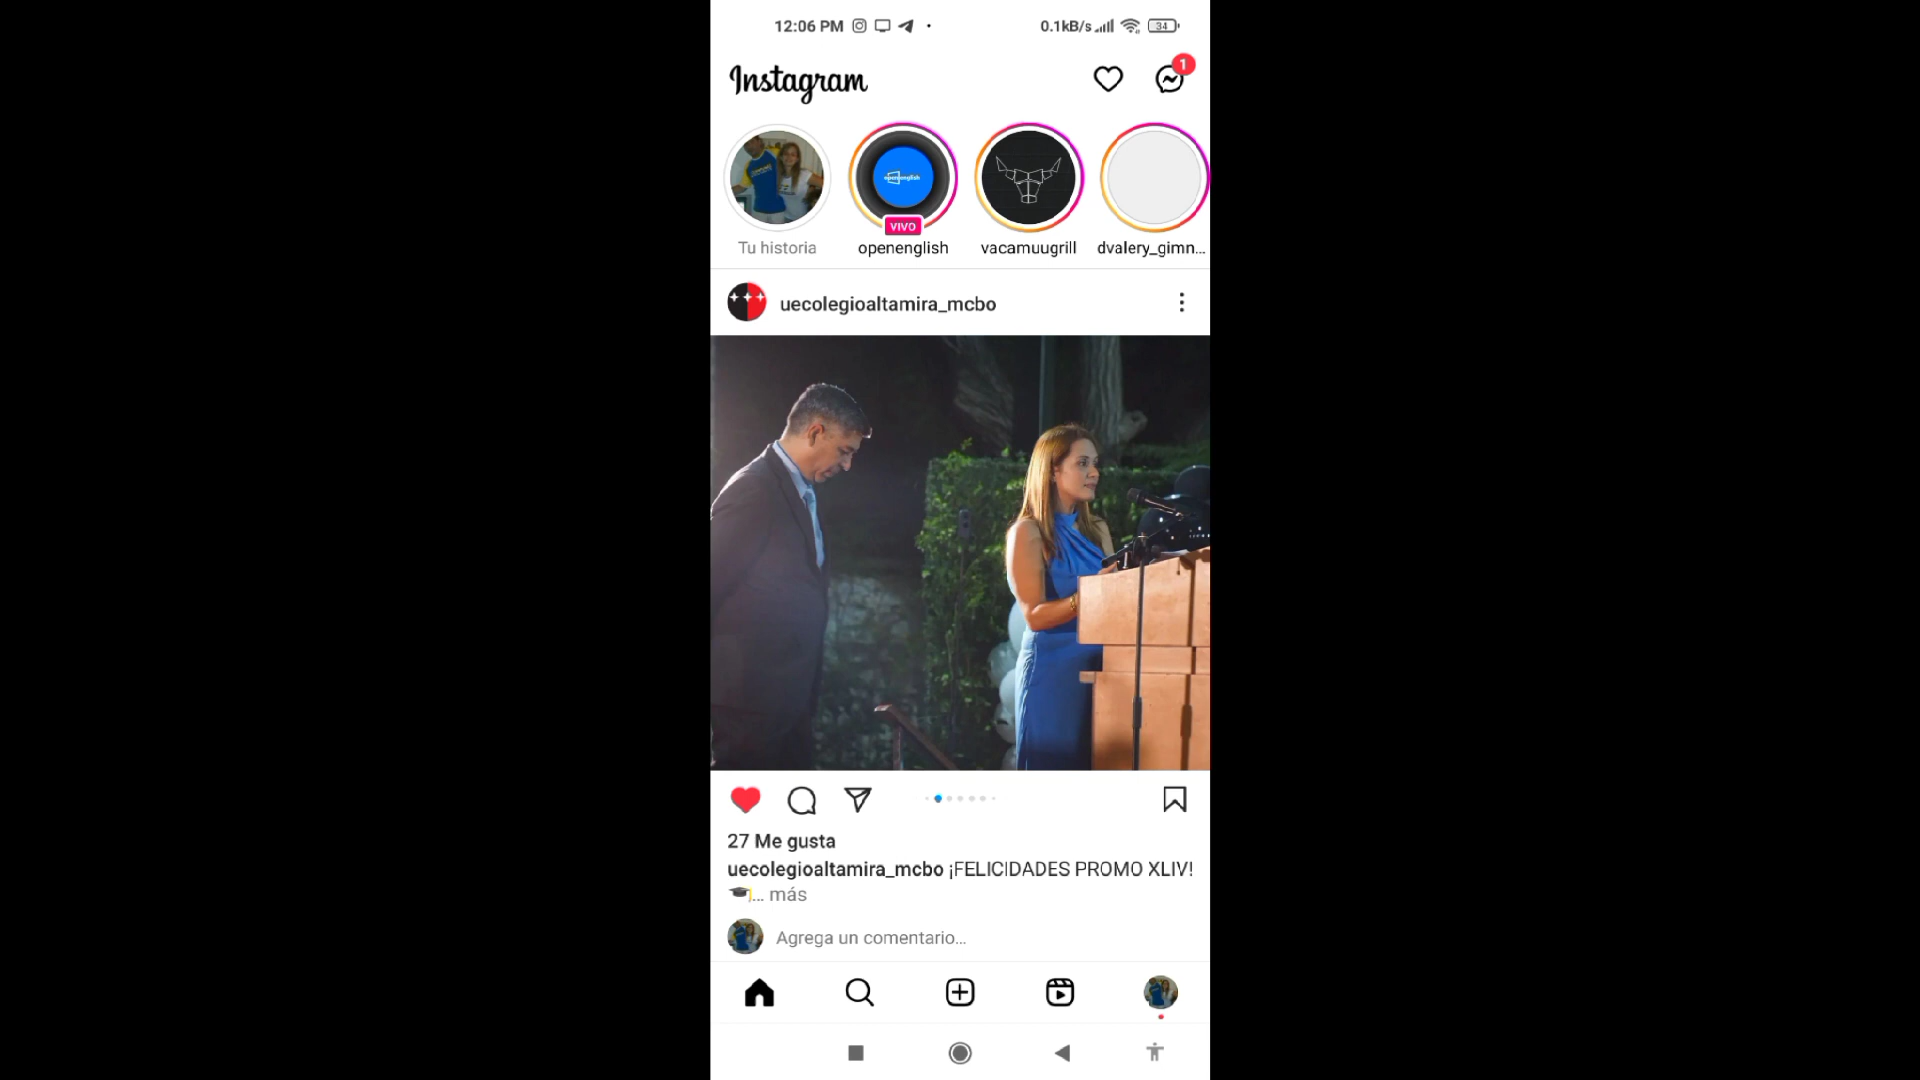 12:06 PM
0.1kB/s
34
Instagram
1
openenglish
VIVO
Tu historia
openenglish
vacamuugrill
dvalery_gimn...
uecolegioaltamira_mcbo
27 Me gusta
uecolegioaltamira_mcbo ¡FELICIDADES PROMO XLIV!
🎓... más
Agrega un comentario...